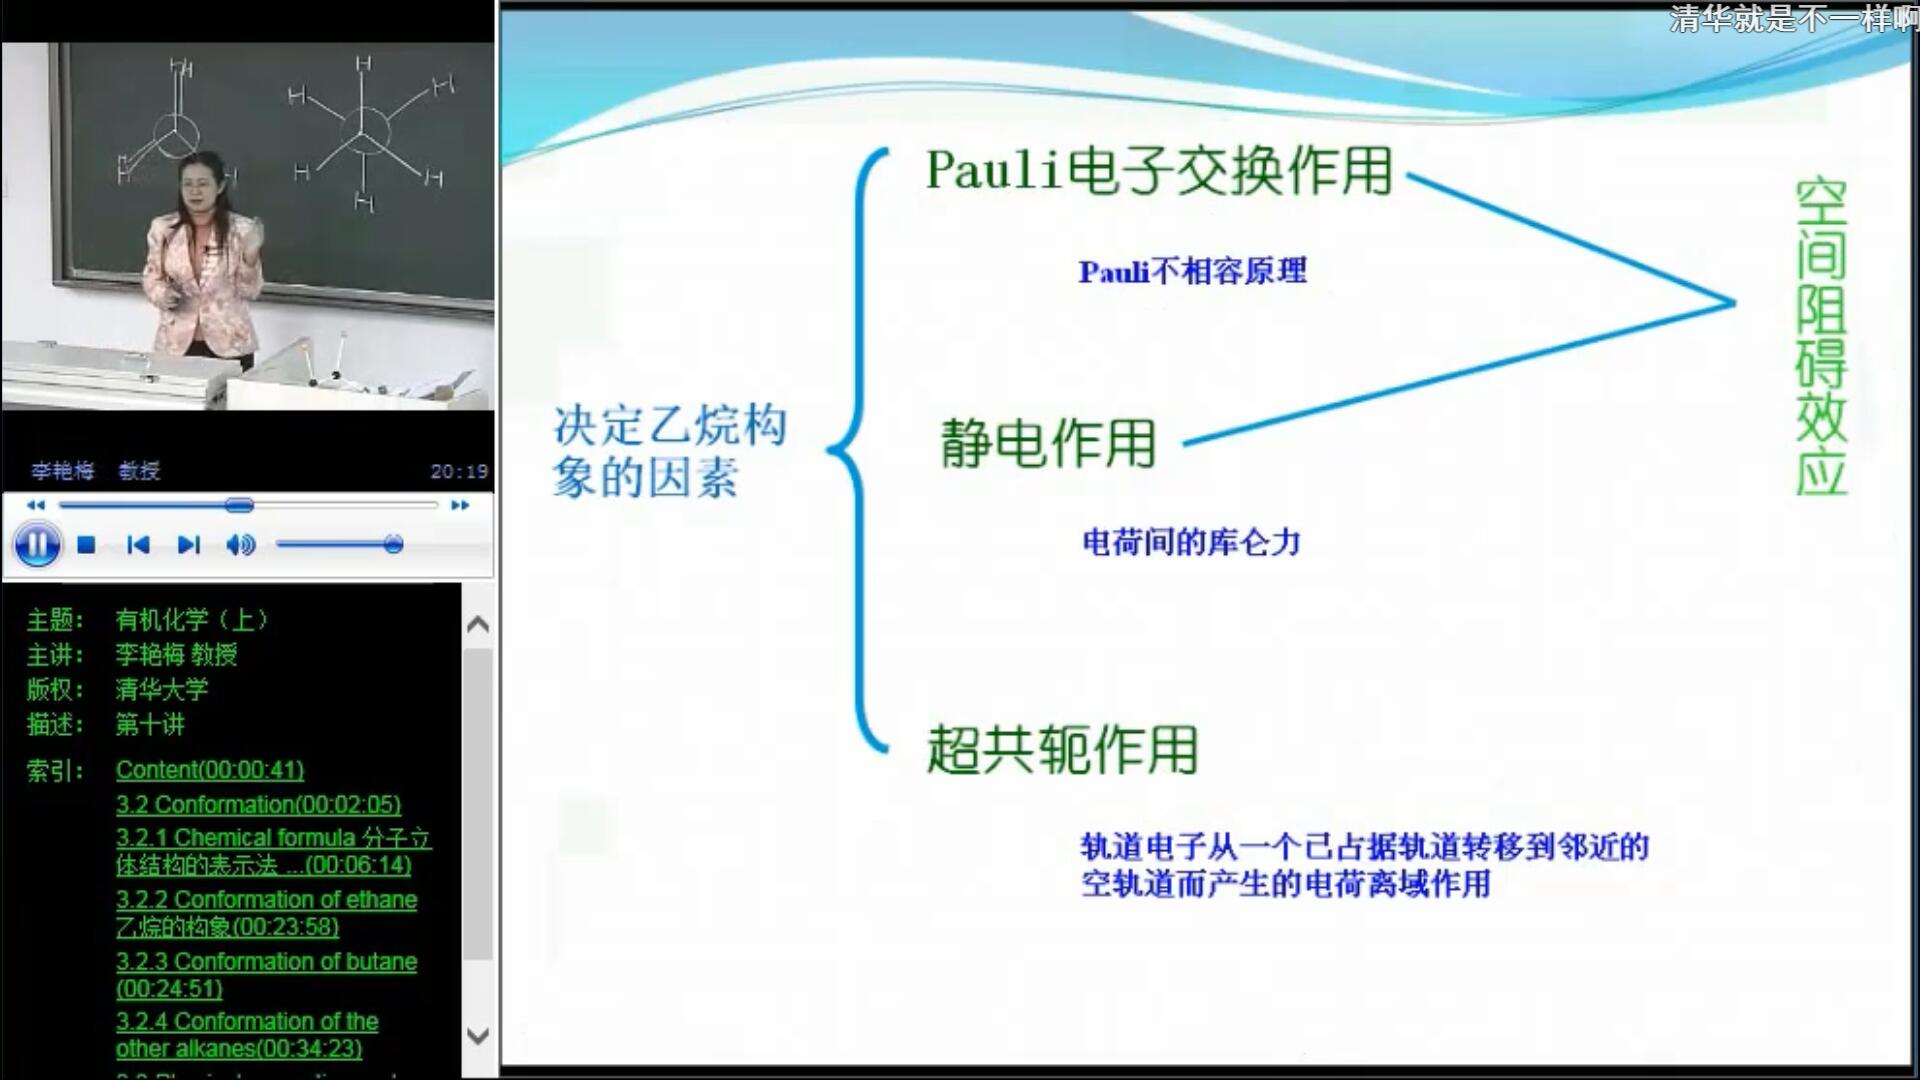 清华就是不一样啊
H H
H
H
H
H
H
H
H
H
H
H
李艳梅 教授
20:19
主题： 有机化学（上）
主讲： 李艳梅 教授
版权： 清华大学
描述： 第十讲
索引： Content(00:00:41)
3.2 Conformation(00:02:05)
3.2.1 Chemical formula 分子立
体结构的表示法 ...(00:06:14)
3.2.2 Conformation of ethane
乙烷的构象(00:23:58)
3.2.3 Conformation of butane
(00:24:51)
3.2.4 Conformation of the
other alkanes(00:34:23)
决定乙烷构
象的因素
Pauli电子交换作用
Pauli不相容原理
静电作用
电荷间的库仑力
超共轭作用
轨道电子从一个已占据轨道转移到邻近的
空轨道而产生的电荷离域作用
空间阻碍效应